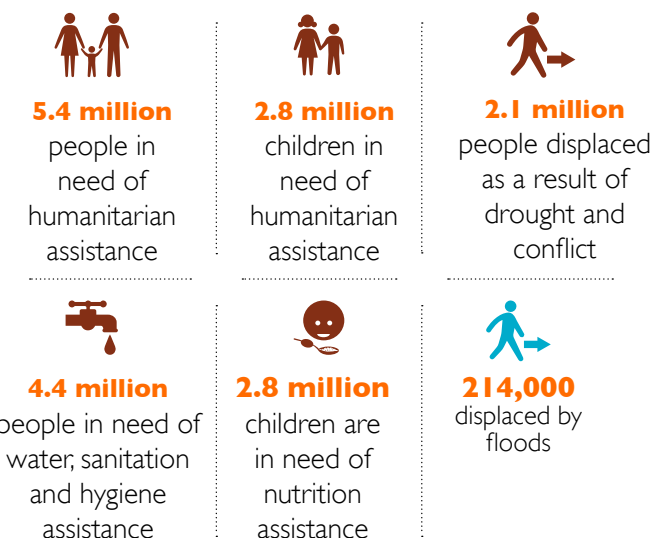 5.4 million
people in
need of
humanitarian
assistance
2.8 million
children in
need of
humanitarian
assistance
2.1 million
people displaced
as a result of
drought and
conflict
4.4 million
people in need of
water, sanitation
and hygiene
assistance
2.8 million
children are
in need of
nutrition
assistance
214,000
displaced by
floods